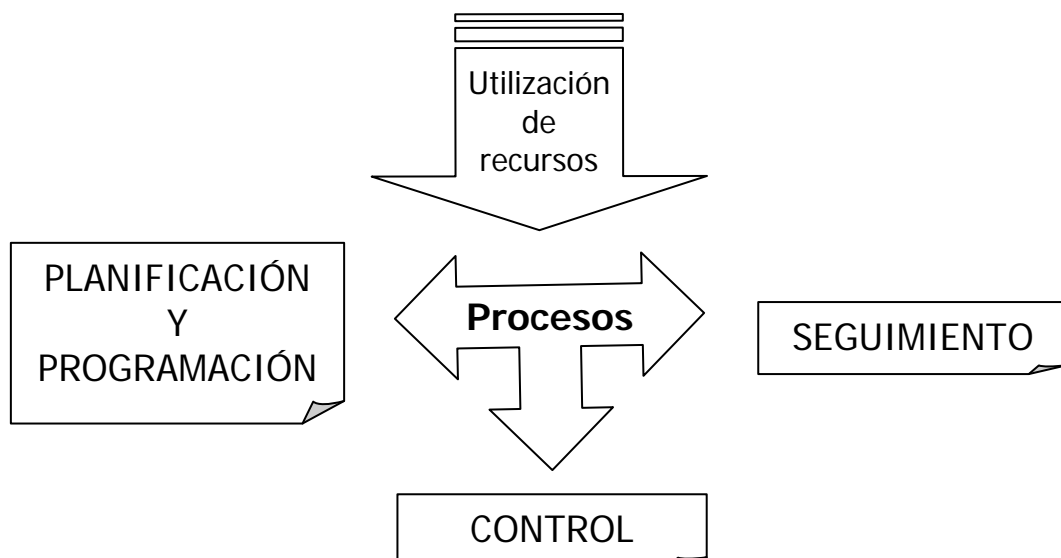 Utilización
de
recursos
PLANIFICACIÓN
Y
PROGRAMACIÓN
Procesos
SEGUIMIENTO
CONTROL